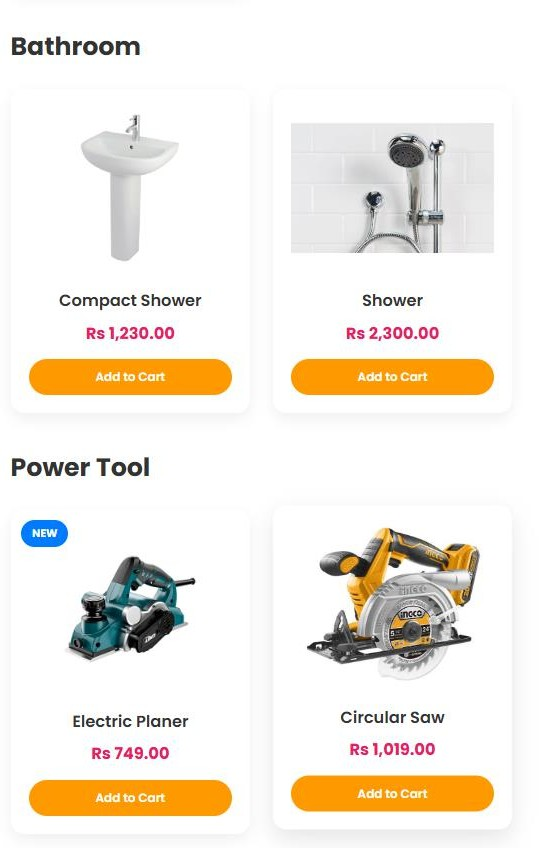 Bathroom
Compact Shower
Rs 1,230.00
Add to Cart
Shower
Rs 2,300.00
Add to Cart
Power Tool
NEW
Electric Planer
Rs 749.00
Add to Cart
INGCO
ingco
Circular Saw
Rs 1,019.00
Add to Cart